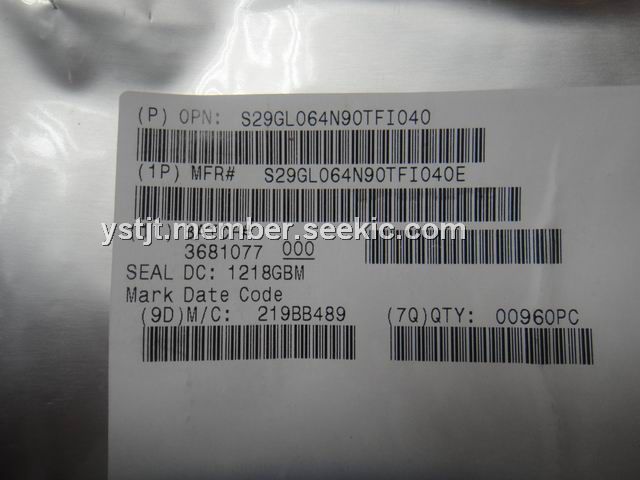 (P) OPN: S29GL064N90TFI040
(1P) MFR# S29GL064N90TFI040E
ystjt.member.seekic.com
3681077 000
SEAL DC: 1218GBM
Mark Date Code
(9D)M/C: 219BB489
(7Q)QTY: 00960PC